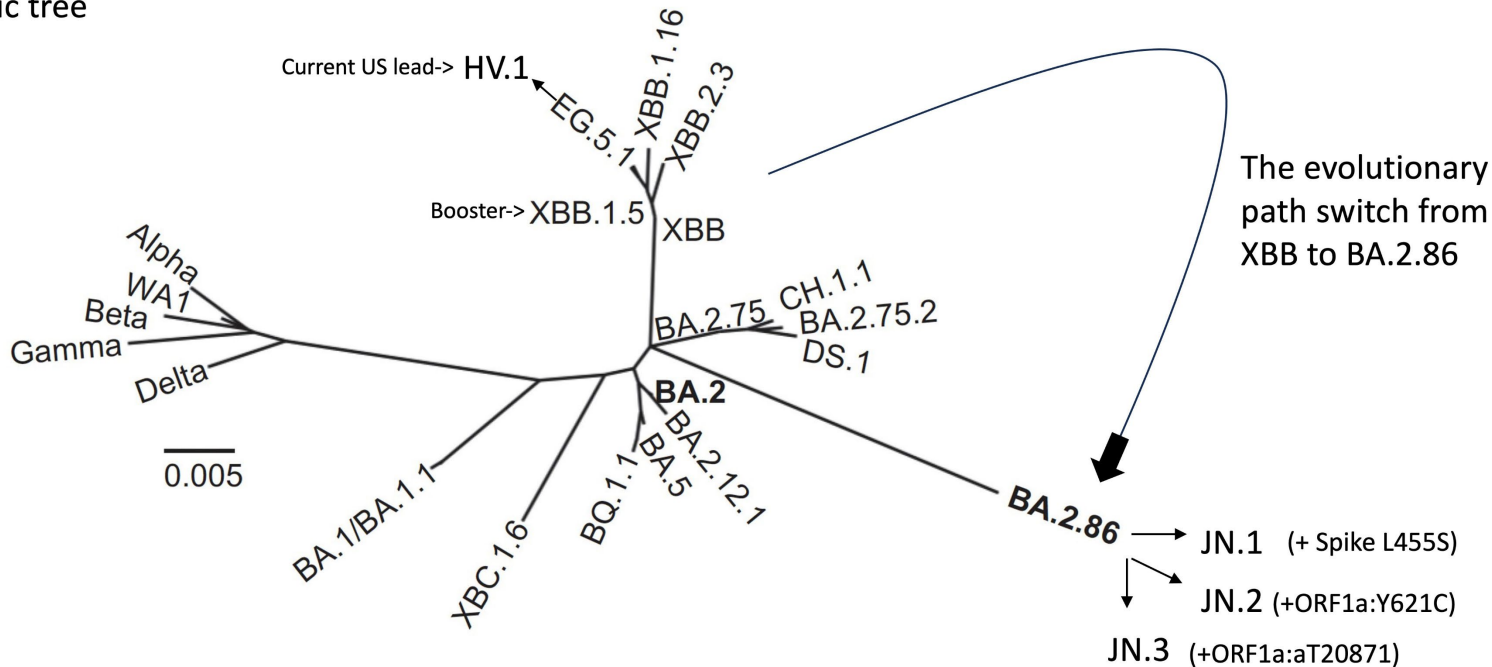 ic tree
Current US lead-> HV.1
EG.5.1
XBB.1.16
XBB.2.3
Booster-> XBB.1.5
XBB
The evolutionary
path switch from
XBB to BA.2.86
Alpha
WA1
Beta
Gamma
Delta
BA.2.75
CH.1.1
BA.2.75.2
DS.1
BA.2
BA.2.12.1
BA.5
BQ.1.1
XBC.1.6
BA.1/BA.1.1
0.005
BA.2.86
JN.1 (+ Spike L455S)
JN.2 (+ORF1a:Y621C)
JN.3 (+ORF1a:aT20871)